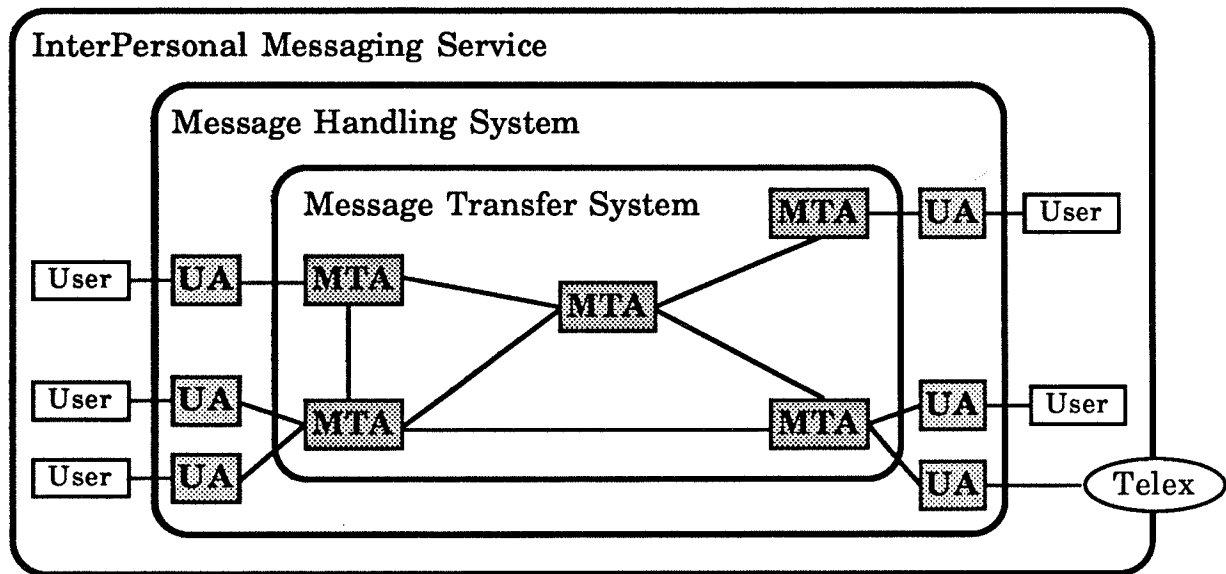 InterPersonal Messaging Service
Message Handling System
Message Transfer System
MTA
UA
User
User
UA
MTA
MTA
User
UA
MTA
MTA
UA
User
User
UA
UA
Telex